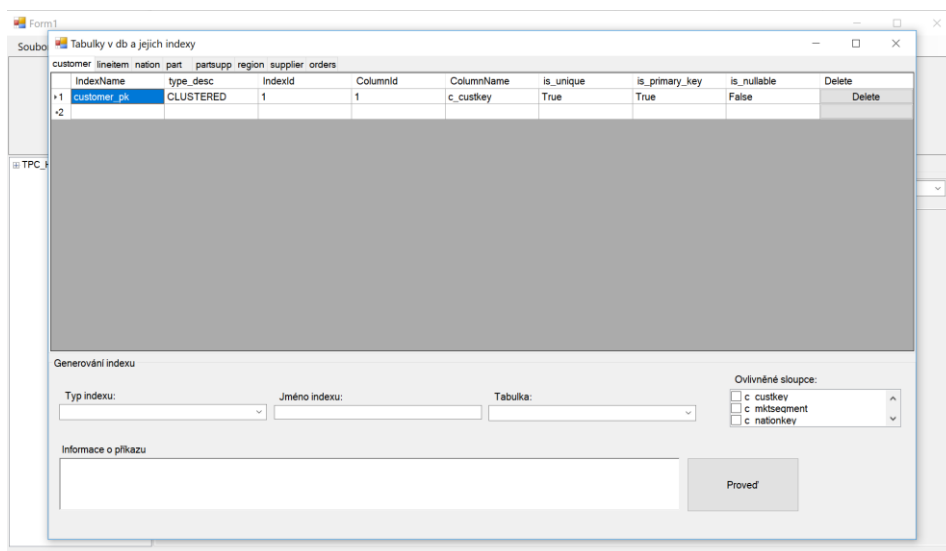 Form1
Soubo
Tabulky v db a jejich indexy
customer lineitem nation part partsupp region supplier orders
IndexName type_desc IndexId ColumnId ColumnName is_unique is_primary_key is_nullable Delete
1 customer_pk CLUSTERED 1 1 c_custkey True True False Delete
2
TPC_H
Generování indexu
Ovlivněné sloupce:
Typ indexu: Jméno indexu: Tabulka:
c_custkey
c_mktsegment
c_nationkey
Informace o příkazu
Proveď